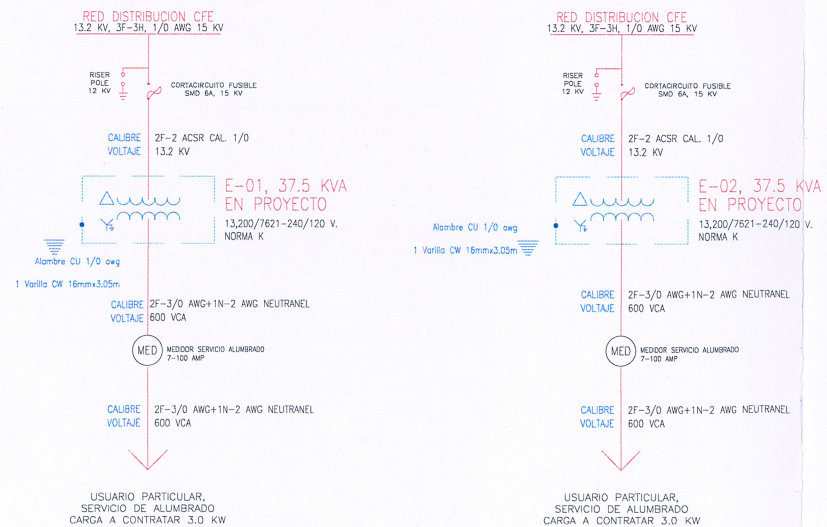 RED DISTRIBUCION CFE
13.2 KV, 3F-3H, 1/0 AWG 15 KV
RISER
POLE
12 KV
CORTACIRCUITO FUSIBLE
SMD 6A, 15 KV
CALIBRE 2F-2 ACSR CAL. 1/0
VOLTAJE 13.2 KV
E-01, 37.5 KVA
EN PROYECTO
13,200/7621-240/120 V.
NORMA K
Alambre CU 1/0 awg
1 Varilla CW 16mmx3.05m
CALIBRE 2F-3/0 AWG+1N-2 AWG NEUTRANEL
VOLTAJE 600 VCA
MED
MEDIDOR SERVICIO ALUMBRADO
7-100 AMP
CALIBRE 2F-3/0 AWG+1N-2 AWG NEUTRANEL
VOLTAJE 600 VCA
USUARIO PARTICULAR,
SERVICIO DE ALUMBRADO
CARGA A CONTRATAR 3.0 KW
RED DISTRIBUCION CFE
13.2 KV, 3F-3H, 1/0 AWG 15 KV
RISER
POLE
12 KV
CORTACIRCUITO FUSIBLE
SMD 6A, 15 KV
CALIBRE 2F-2 ACSR CAL. 1/0
VOLTAJE 13.2 KV
E-02, 37.5 KVA
EN PROYECTO
13,200/7621-240/120 V.
NORMA K
Alambre CU 1/0 awg
1 Varilla CW 16mmx3.05m
CALIBRE 2F-3/0 AWG+1N-2 AWG NEUTRANEL
VOLTAJE 600 VCA
MED
MEDIDOR SERVICIO ALUMBRADO
7-100 AMP
CALIBRE 2F-3/0 AWG+1N-2 AWG NEUTRANEL
VOLTAJE 600 VCA
USUARIO PARTICULAR,
SERVICIO DE ALUMBRADO
CARGA A CONTRATAR 3.0 KW